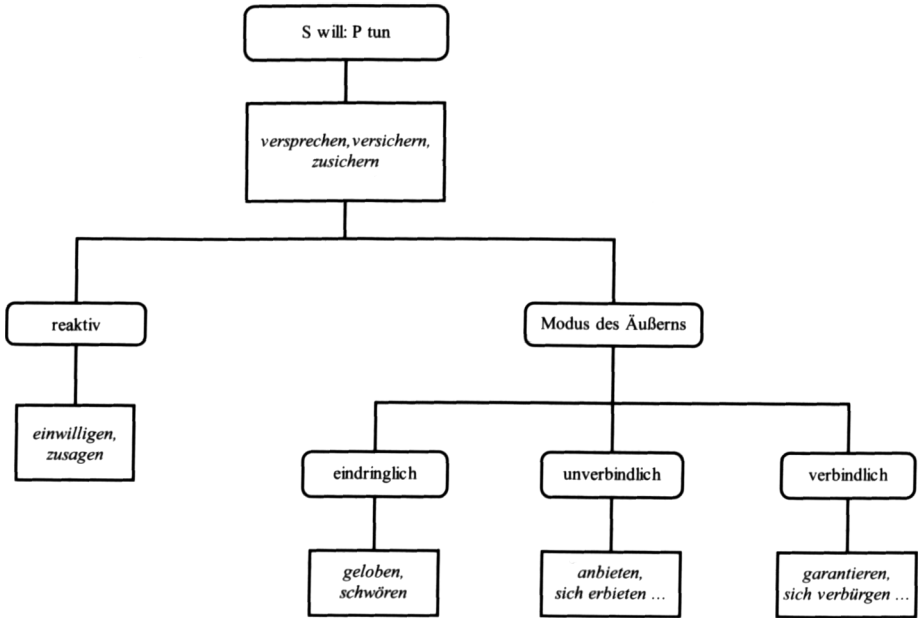 S will: P tun
versprechen, versichern,
zusichern
reaktiv
Modus des Äußerns
einwilligen,
zusagen
eindringlich
unverbindlich
verbindlich
geloben,
schwören
anbieten,
sich erbieten ...
garantieren,
sich verbürgen ...